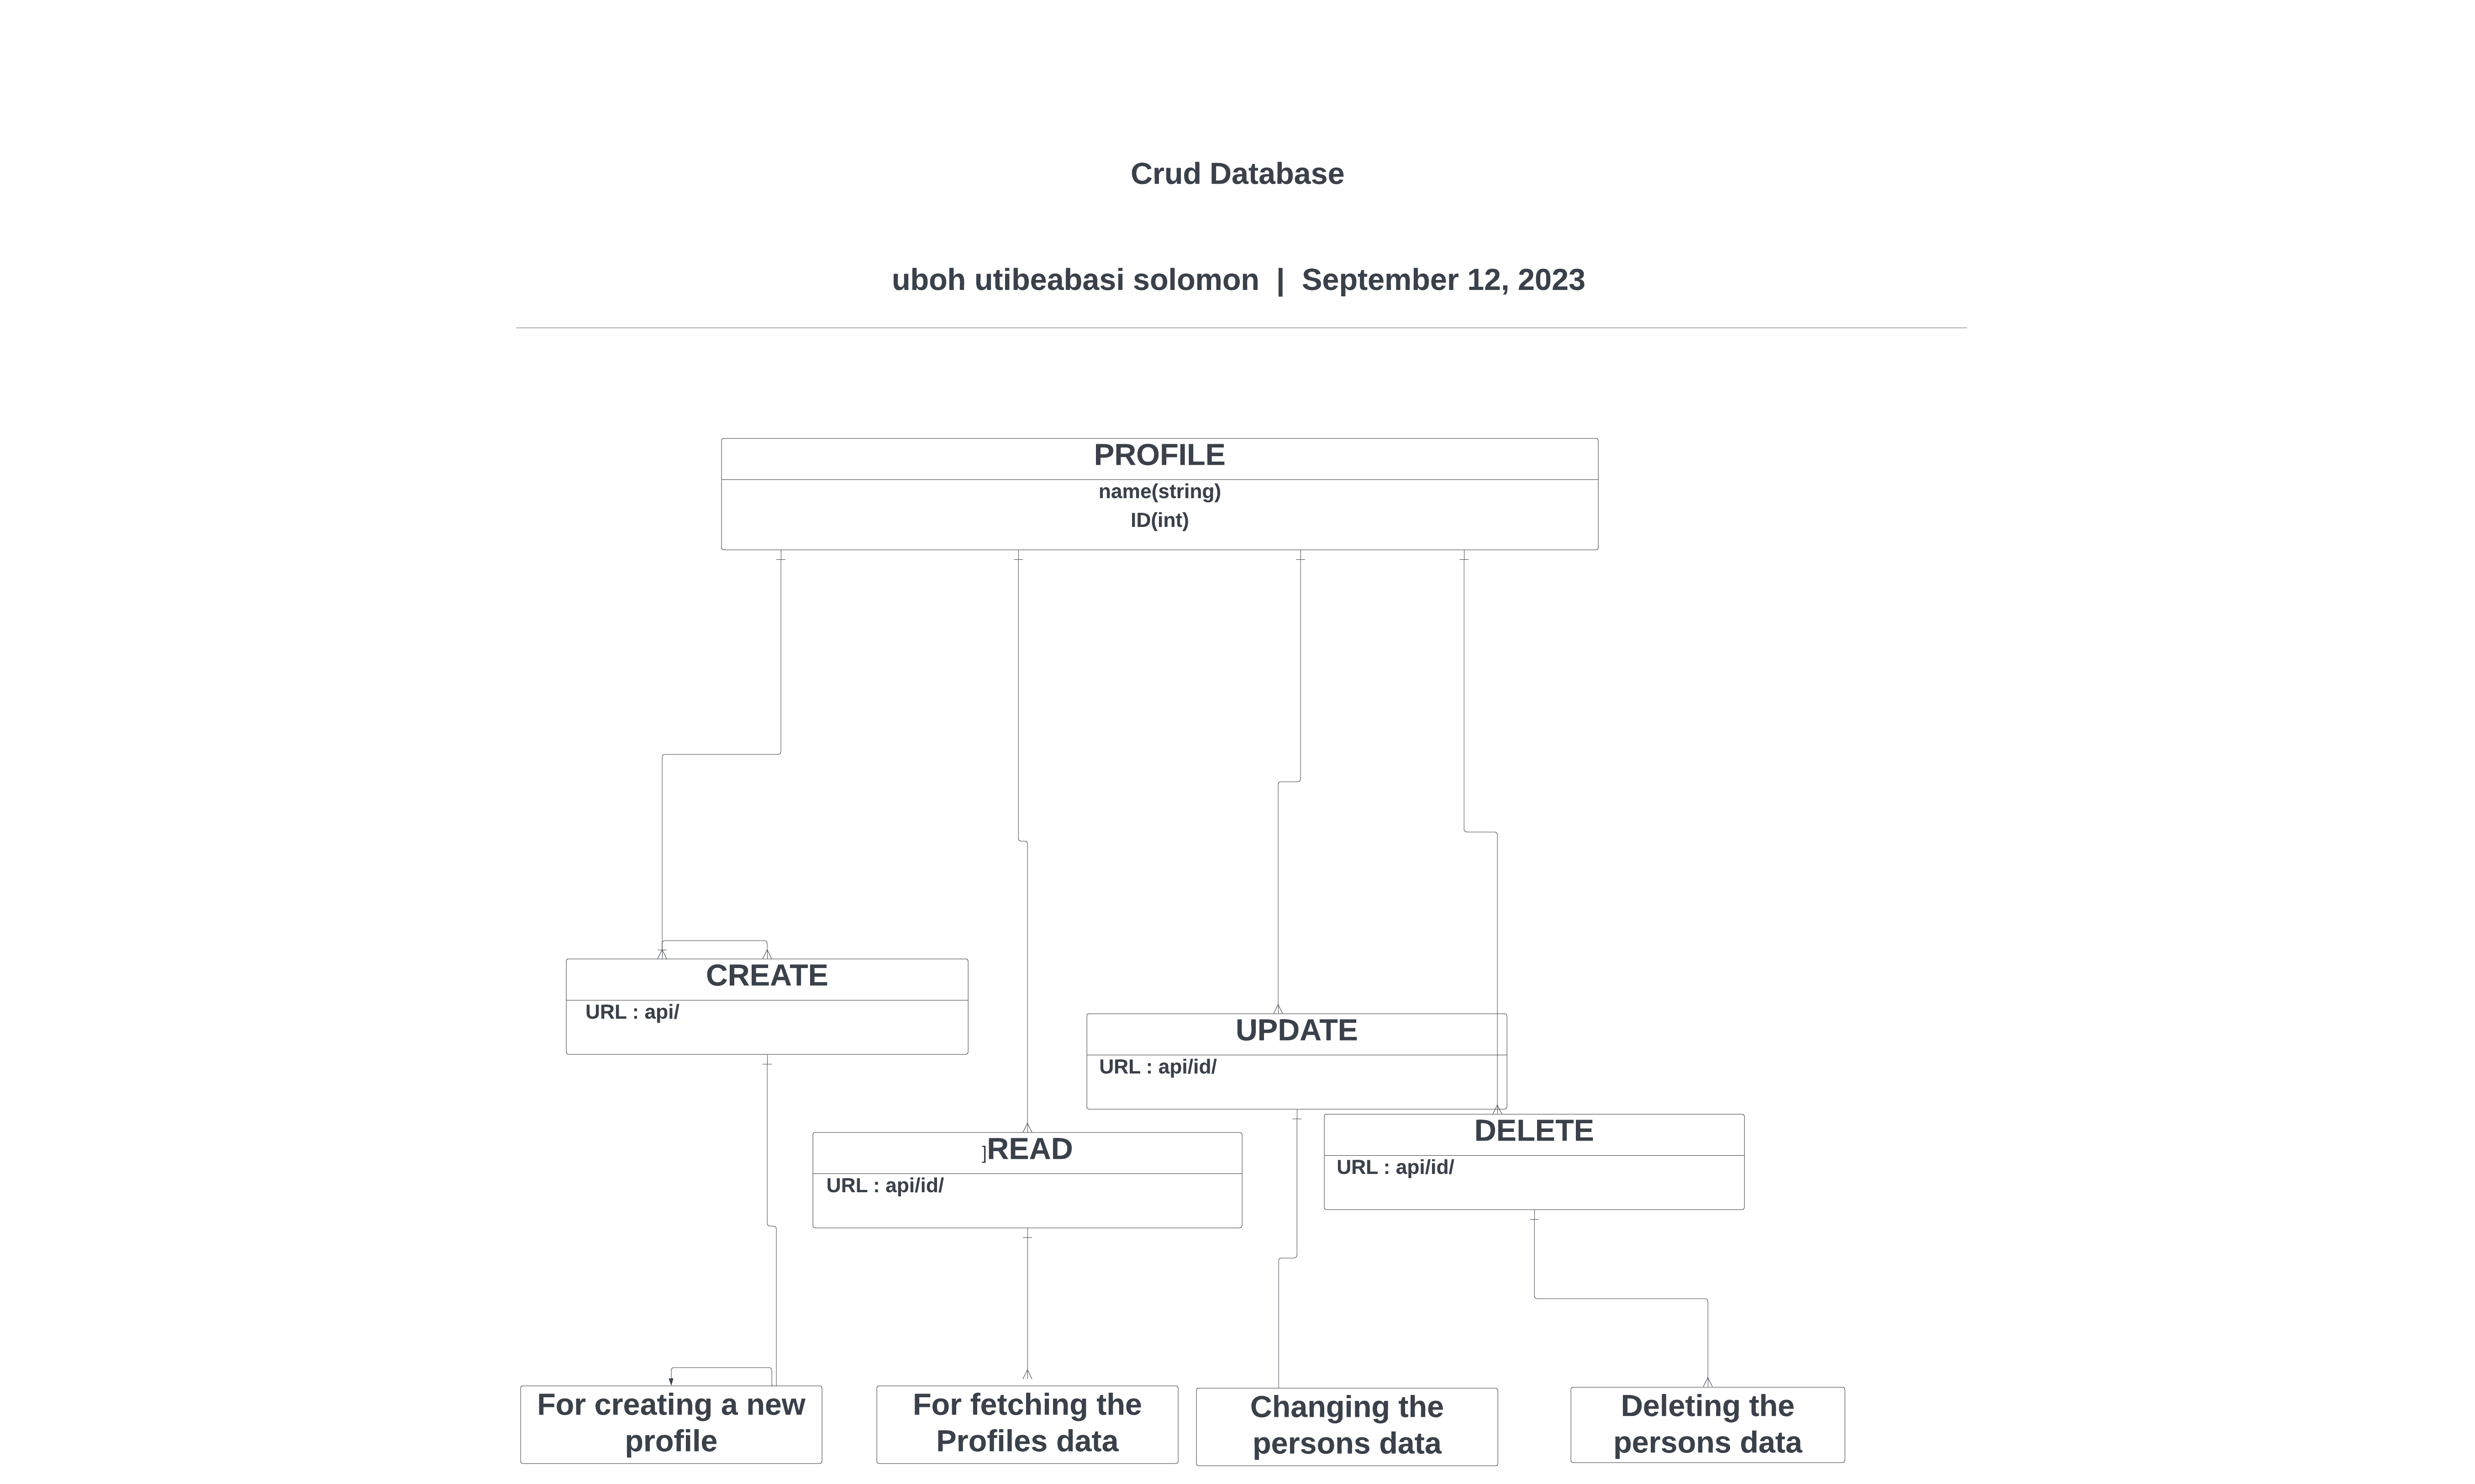 Crud Database
uboh utibeabasi solomon | September 12, 2023
PROFILE
name(string)
ID(int)
CREATE
URL : api/
UPDATE
URL : api/id/
]READ
URL : api/id/
DELETE
URL : api/id/
For creating a new
profile
For fetching the
Profiles data
Changing the
persons data
Deleting the
persons data